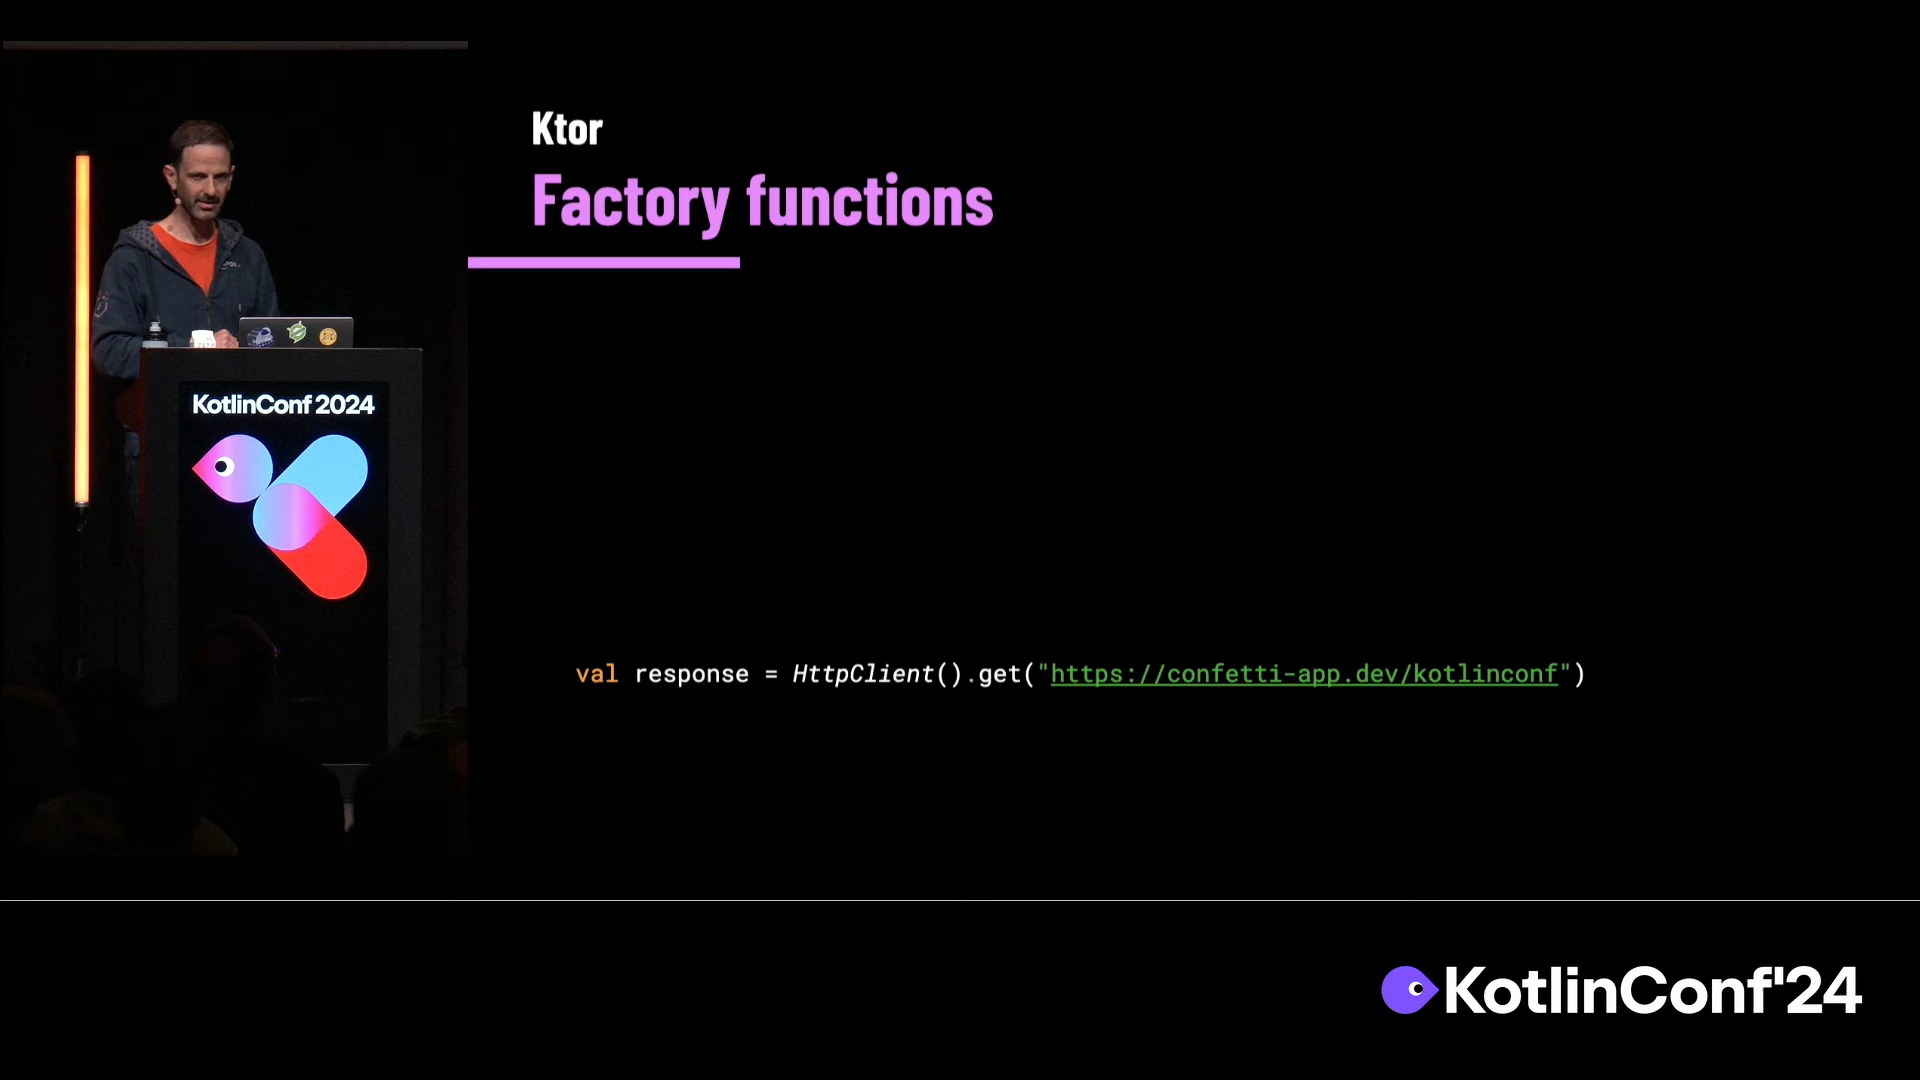 Ktor
Factory functions
KotlinConf 2024
val response = HttpClient().get("https://confetti-app.dev/kotlinconf")
KotlinConf'24